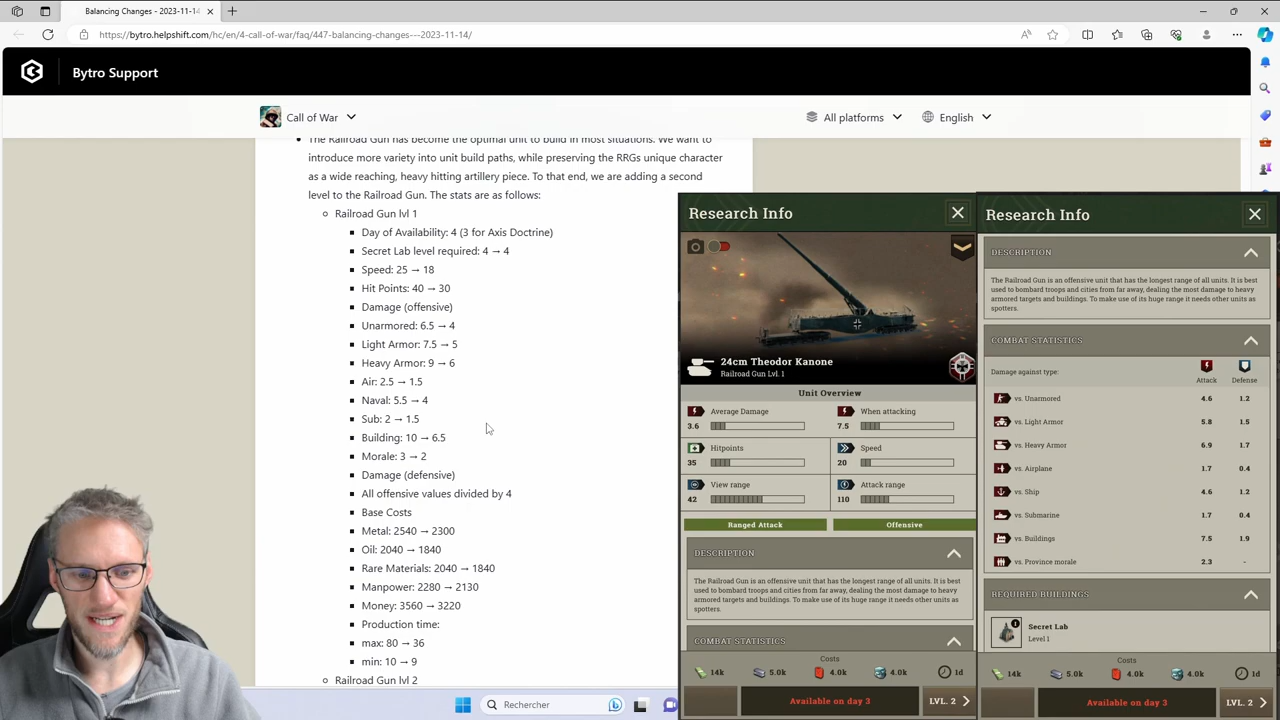 Balancing Changes - 2023-11-14
https://bytro.helpshift.com/hc/en/4-call-of-war/faq/447-balancing-changes---2023-11-14/
Bytro Support
Call of War
All platforms
English
The Railroad Gun has become the optimal unit to build in most situations. We want to
introduce more variety into unit build paths, while preserving the RRGs unique character
as a wide reaching, heavy hitting artillery piece. To that end, we are adding a second
level to the Railroad Gun. The stats are as follows:
Railroad Gun lvl 1
Day of Availability: 4 (3 for Axis Doctrine)
Secret Lab level required: 4 → 4
Speed: 25 → 18
Hit Points: 40 → 30
Damage (offensive)
Unarmored: 6.5 → 4
Light Armor: 7.5 → 5
Heavy Armor: 9 → 6
Air: 2.5 → 1.5
Naval: 5.5 → 4
Sub: 2 → 1.5
Building: 10 → 6.5
Morale: 3 → 2
Damage (defensive)
All offensive values divided by 4
Base Costs
Metal: 2540 → 2300
Oil: 2040 → 1840
Rare Materials: 2040 → 1840
Manpower: 2280 → 2130
Money: 3560 → 3220
Production time:
max: 80 → 36
min: 10 → 9
Railroad Gun lvl 2
Research Info
24cm Theodor Kanone
Railroad Gun Lvl. 1
Unit Overview
Average Damage
3.6
When attacking
7.5
Hitpoints
35
Speed
20
View range
42
Attack range
110
Ranged Attack
Offensive
DESCRIPTION
The Railroad Gun is an offensive unit that has the longest range of all units. It is best
used to bombard troops and cities from far away, dealing the most damage to heavy
armored targets and buildings. To make use of its huge range it needs other units as
spotters.
COMBAT STATISTICS
Costs
14k 5.0k 4.0k 4.0k 1d
Available on day 3
LVL. 2
Research Info
DESCRIPTION
The Railroad Gun is an offensive unit that has the longest range of all units. It is best
used to bombard troops and cities from far away, dealing the most damage to heavy
armored targets and buildings. To make use of its huge range it needs other units as
spotters.
COMBAT STATISTICS
Damage against type:
Attack Defense
vs. Unarmored 4.6 1.2
vs. Light Armor 5.8 1.5
vs. Heavy Armor 6.9 1.7
vs. Airplane 1.7 0.4
vs. Ship 4.6 1.2
vs. Submarine 1.7 0.4
vs. Buildings 7.5 1.9
vs. Province morale 2.3 -
REQUIRED BUILDINGS
Secret Lab
Level 1
Costs
14k 5.0k 4.0k 4.0k 1d
Available on day 3
LVL. 2
Rechercher